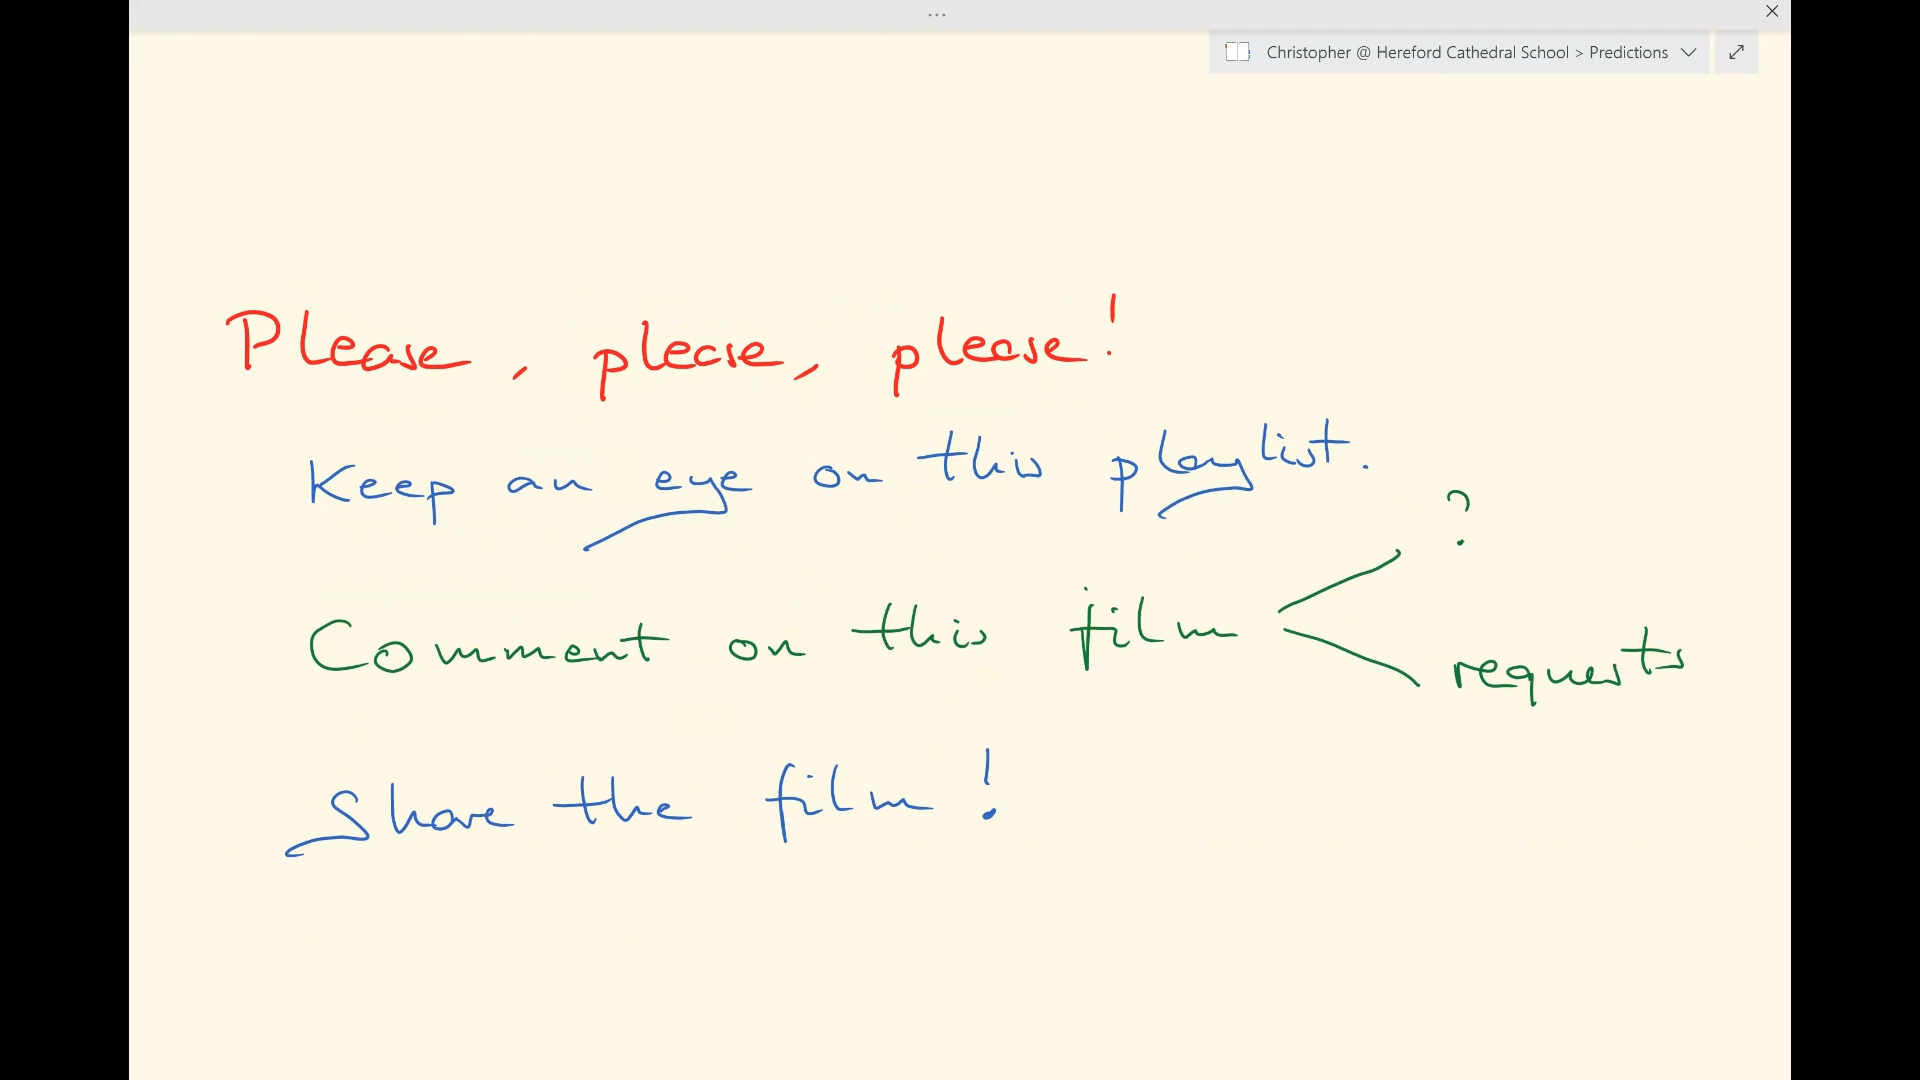 Christopher @ Hereford Cathedral School > Predictions
Please, please, please!
Keep an eye on this playlist.
?
Comment on this film
requests
Share the film!